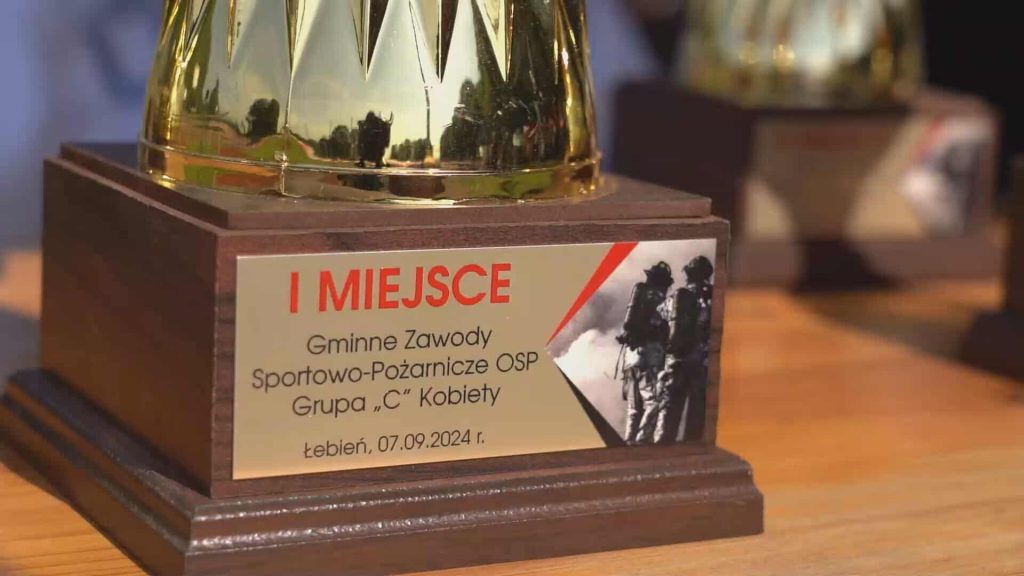 I MIEJSCE
Gminne Zawody
Sportowo-Pożarnicze OSP
Grupa „C" Kobiety
Łebień, 07.09.2024 r.